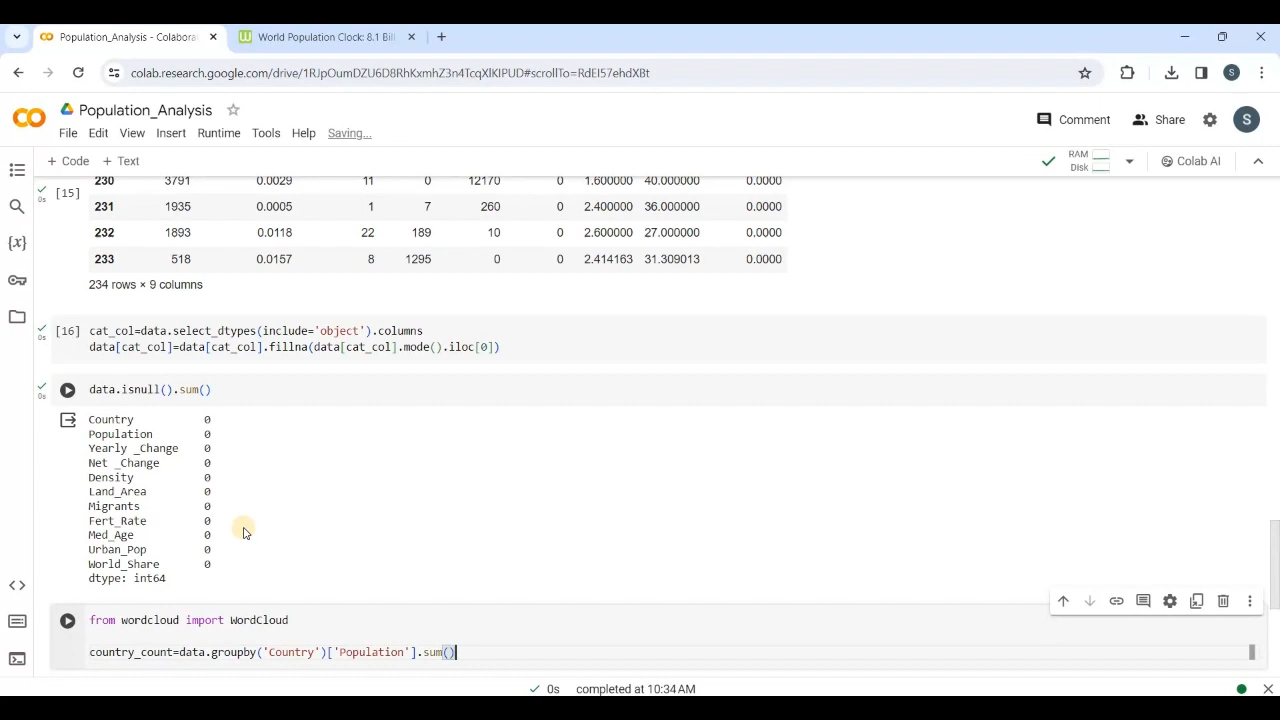 Population_Analysis - Colabora
World Population Clock: 8.1 Bil
colab.research.google.com/drive/1RJpOumDZU6D8RhKxmhZ3n4TcqXlKIPUD#scrollTo=RdEI57ehdXBt
S
CO
Population_Analysis
Comment
Share
S
File Edit View Insert Runtime Tools Help Saving...
+ Code + Text
RAM
Disk
Colab AI
230 3791 0.0029 11 0 12170 0 1.600000 40.000000 0.0000
0s [15]
231 1935 0.0005 1 7 260 0 2.400000 36.000000 0.0000
232 1893 0.0118 22 189 10 0 2.600000 27.000000 0.0000
233 518 0.0157 8 1295 0 0 2.414163 31.309013 0.0000
234 rows × 9 columns
0s [16] cat_col=data.select_dtypes(include='object').columns
data[cat_col]=data[cat_col].fillna(data[cat_col].mode().iloc[0])
0s data.isnull().sum()
Country 0
Population 0
Yearly _Change 0
Net _Change 0
Density 0
Land_Area 0
Migrants 0
Fert_Rate 0
Med_Age 0
Urban_Pop 0
World_Share 0
dtype: int64
from wordcloud import WordCloud
country_count=data.groupby('Country')['Population'].sum()
0s completed at 10:34 AM